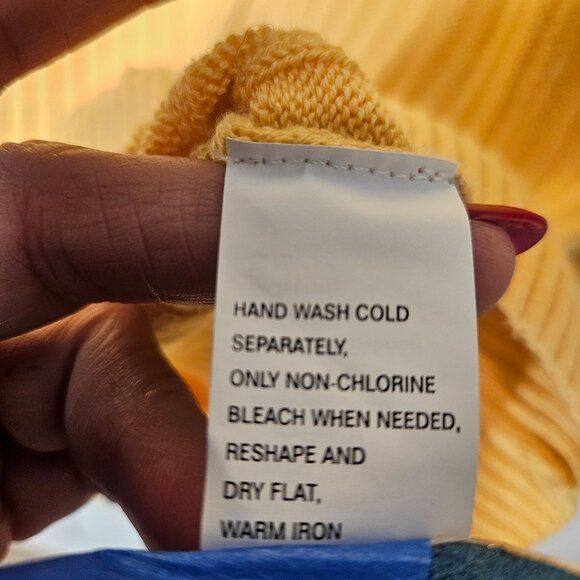 HAND WASH COLD
SEPARATELY,
ONLY NON-CHLORINE
BLEACH WHEN NEEDED,
RESHAPE AND
DRY FLAT,
WARM IRON